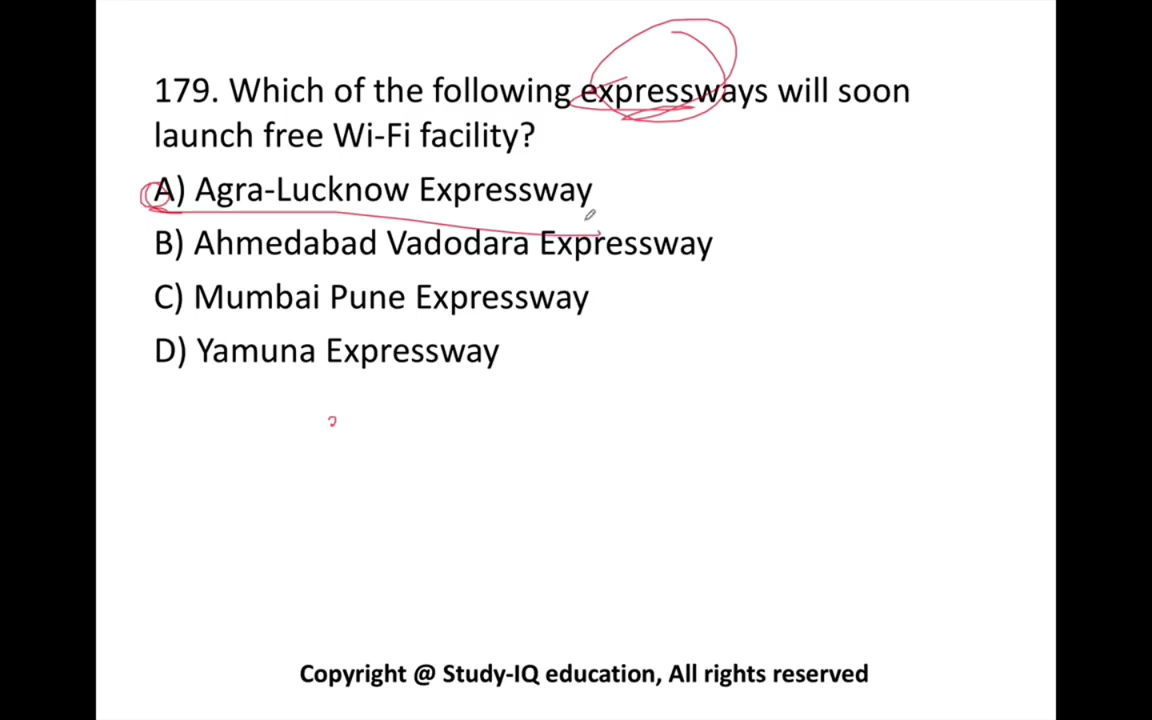 179. Which of the following expressways will soon
launch free Wi-Fi facility?
A) Agra-Lucknow Expressway
B) Ahmedabad Vadodara Expressway
C) Mumbai Pune Expressway
D) Yamuna Expressway
Copyright @ Study-IQ education, All rights reserved